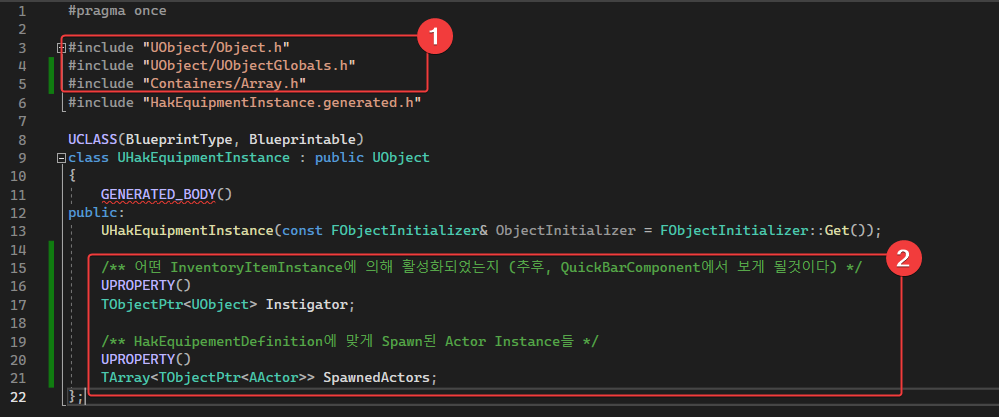 1 #pragma once
2
3 #include "UObject/Object.h"
4 #include "UObject/UObjectGlobals.h"
5 #include "Containers/Array.h"
6 #include "HakEquipmentInstance.generated.h"
7
8 UCLASS(BlueprintType, Blueprintable)
9 class UHakEquipmentInstance : public UObject
10 {
11 GENERATED_BODY()
12 public:
13 UHakEquipmentInstance(const FObjectInitializer& ObjectInitializer = FObjectInitializer::Get());
14
15 /** 어떤 InventoryItemInstance에 의해 활성화되었는지 (추후, QuickBarComponent에서 보게 될것이다) */
16 UPROPERTY()
17 TObjectPtr<UObject> Instigator;
18
19 /** HakEquipementDefinition에 맞게 Spawn된 Actor Instance들 */
20 UPROPERTY()
21 TArray<TObjectPtr<AActor>> SpawnedActors;
22 };
1
2